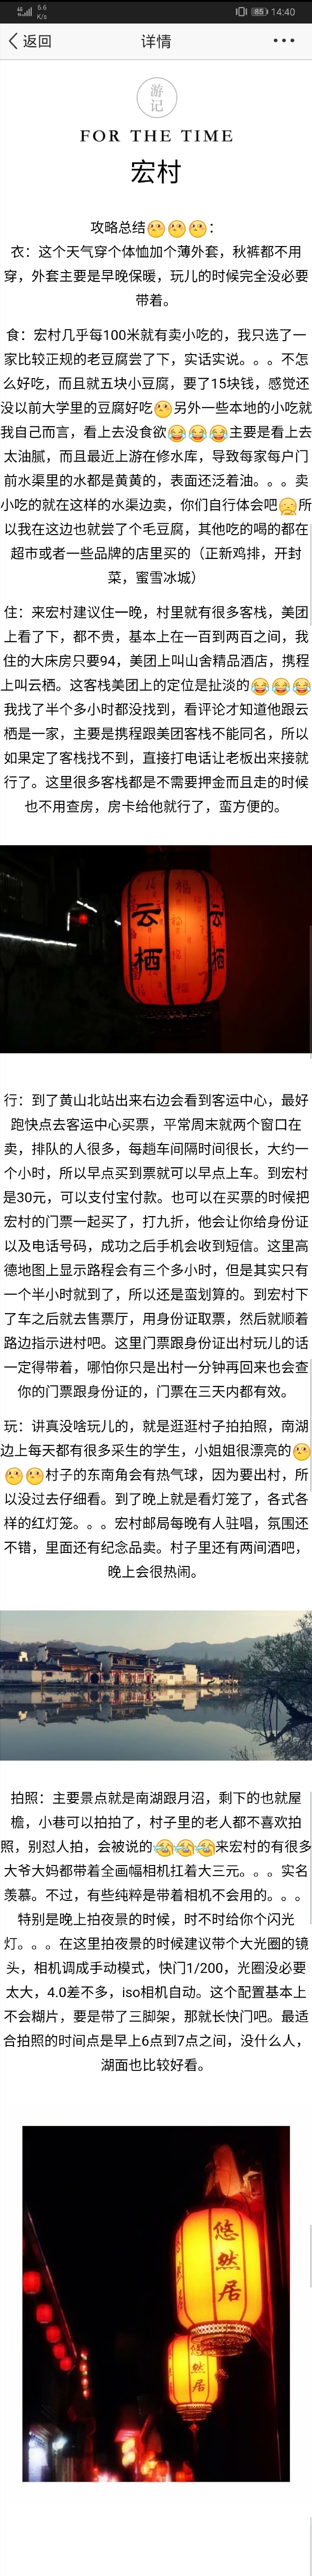 6.6
K/s
85
14:40
返回
详情
游
记
FOR THE TIME
宏村
攻略总结😶😶😶：
衣：这个天气穿个体恤加个薄外套，秋裤都不用
穿，外套主要是早晚保暖，玩儿的时候完全没必要
带着。
食：宏村几乎每100米就有卖小吃的，我只选了一
家比较正规的老豆腐尝了下，实话实说。。。不怎
么好吃，而且就五块小豆腐，要了15块钱，感觉还
没以前大学里的豆腐好吃😶另外一些本地的小吃就
我自己而言，看上去没食欲😂😂😂主要是看上去
太油腻，而且最近上游在修水库，导致每家每户门
前水渠里的水都是黄黄的，表面还泛着油。。。卖
小吃的就在这样的水渠边卖，你们自行体会吧🤗所
以我在这边也就尝了个毛豆腐，其他吃的喝的都在
超市或者一些品牌的店里买的（正新鸡排，开封
菜，蜜雪冰城）
住：来宏村建议住一晚，村里就有很多客栈，美团
上看了下，都不贵，基本上在一百到两百之间，我
住的大床房只要94，美团上叫山舍精品酒店，携程
上叫云栖。这客栈美团上的定位是扯淡的😂😂😂
我找了半个多小时都没找到，看评论才知道他跟云
栖是一家，主要是携程跟美团客栈不能同名，所以
如果定了客栈找不到，直接打电话让老板出来接就
行了。这里很多客栈都是不需要押金而且走的时候
也不用查房，房卡给他就行了，蛮方便的。
云栖
云栖
行：到了黄山北站出来右边会看到客运中心，最好
跑快点去客运中心买票，平常周末就两个窗口在
卖，排队的人很多，每趟车间隔时间很长，大约一
个小时，所以早点买到票就可以早点上车。到宏村
是30元，可以支付宝付款。也可以在买票的时候把
宏村的门票一起买了，打九折，他会让你给身份证
以及电话号码，成功之后手机会收到短信。这里高
德地图上显示路程会有三个多小时，但是其实只有
一个半小时就到了，所以还是蛮划算的。到宏村下
了车之后就去售票厅，用身份证取票，然后就顺着
路边指示进村吧。这里门票跟身份证出村玩儿的话
一定得带着，哪怕你只是出村一分钟再回来也会查
你的门票跟身份证的，门票在三天内都有效。
玩：讲真没啥玩儿的，就是逛逛村子拍拍照，南湖
边上每天都有很多采生的学生，小姐姐很漂亮的😶
😶😶村子的东南角会有热气球，因为要出村，所
以没过去仔细看。到了晚上就是看灯笼了，各式各
样的红灯笼。。。宏村邮局每晚有人驻唱，氛围还
不错，里面还有纪念品卖。村子里还有两间酒吧，
晚上会很热闹。
拍照：主要景点就是南湖跟月沼，剩下的也就屋
檐，小巷可以拍拍了，村子里的老人都不喜欢拍
照，别怼人拍，会被说的🤣🤣🤣来宏村的有很多
大爷大妈都带着全画幅相机扛着大三元。。。实名
羡慕。不过，有些纯粹是带着相机不会用的。。。
特别是晚上拍夜景的时候，时不时给你个闪光
灯。。。在这里拍夜景的时候建议带个大光圈的镜
头，相机调成手动模式，快门1/200，光圈没必要
太大，4.0差不多，iso相机自动。这个配置基本上
不会糊片，要是带了三脚架，那就长快门吧。最适
合拍照的时间点是早上6点到7点之间，没什么人，
湖面也比较好看。
悠然居
悠然居